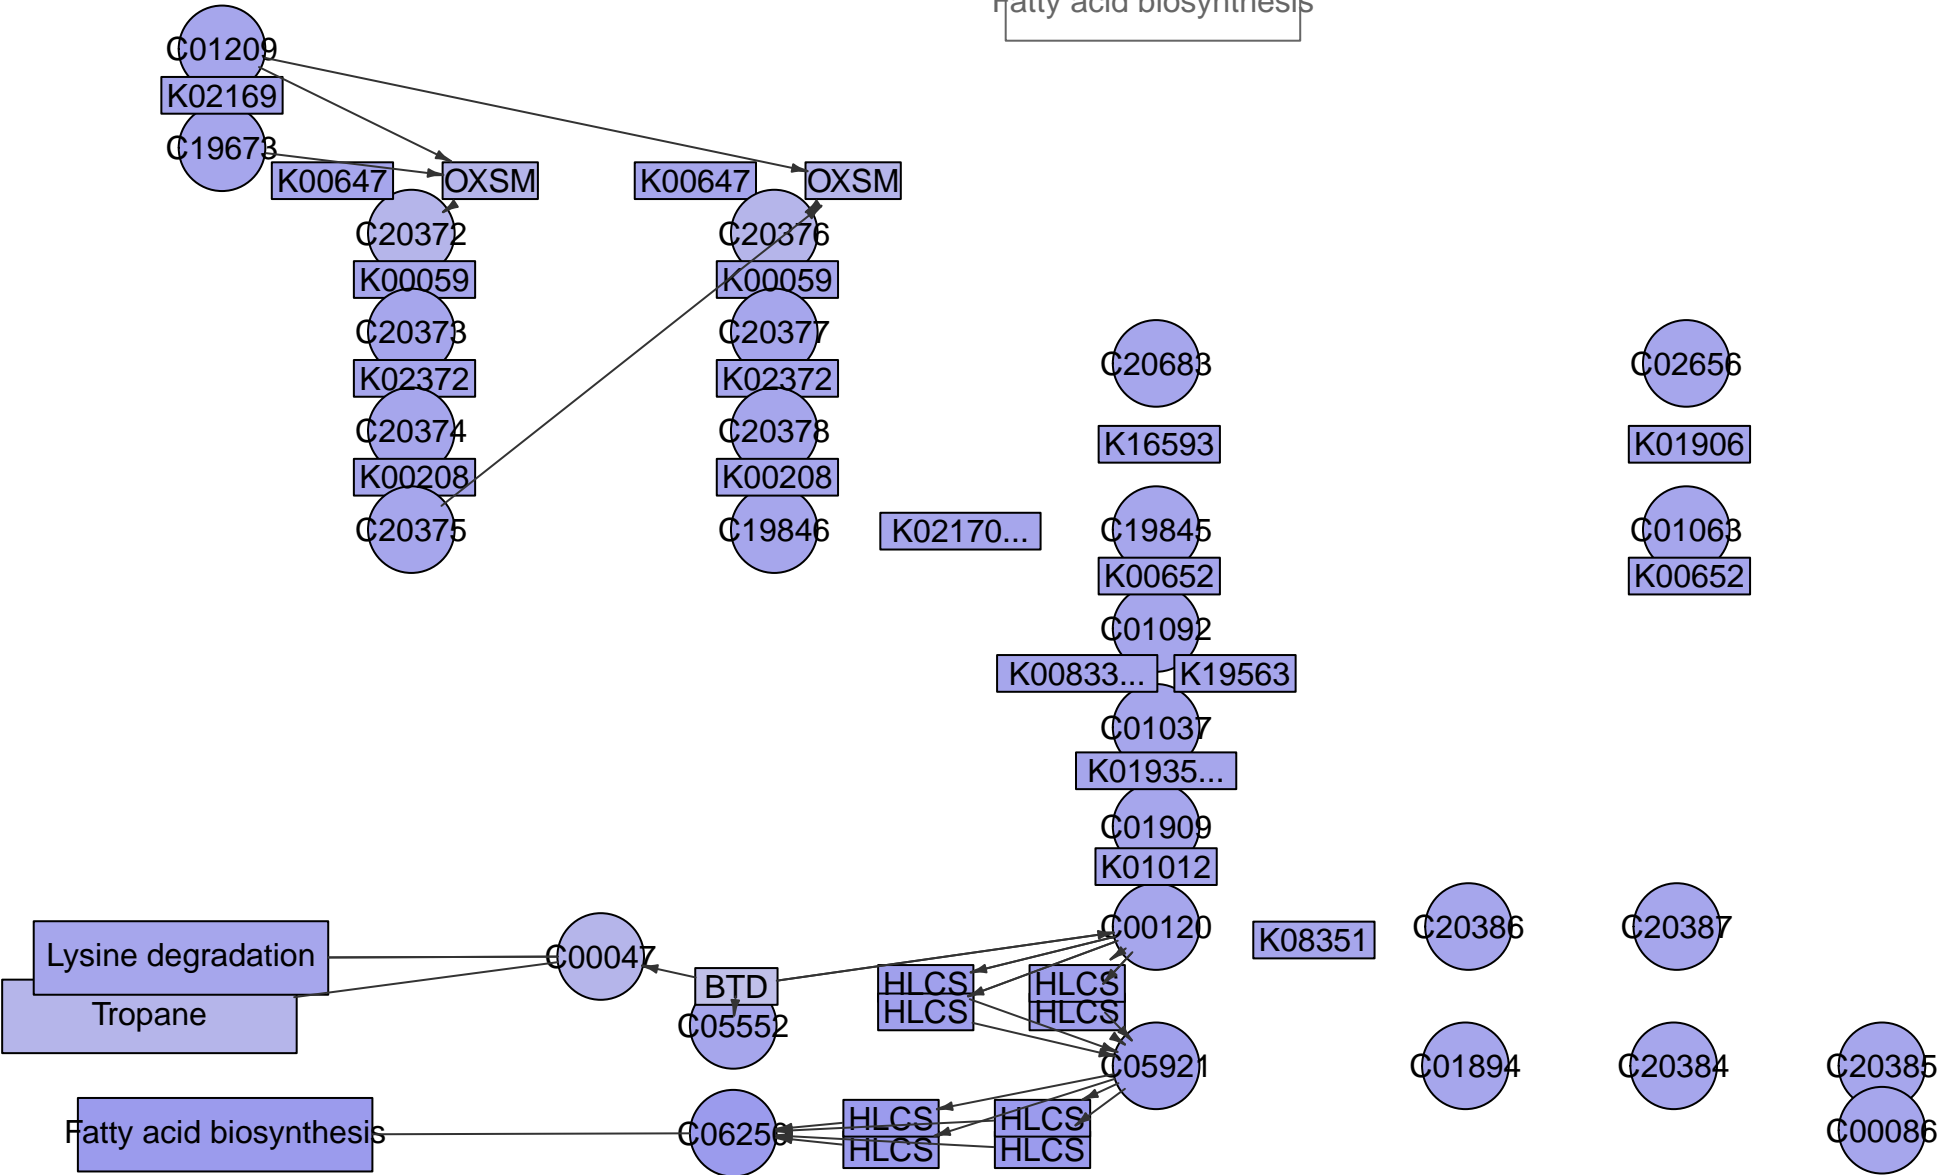 Fatty acid biosynthesis
C01209
K02169
C19673
K00647
OXSM
K00647
OXSM
C20372
C20376
K00059
K00059
C20373
C20377
C20683
C02656
K02372
K02372
C20374
C20378
K16593
K01906
K00208
K00208
C20375
C19846
K02170...
C19845
C01063
K00652
K00652
C01092
K00833...
K19563
C01037
K01935...
C01909
K01012
C00120
K08351
C20386
C20387
Lysine degradation
C00047
BTD
HLCS
HLCS
Tropane
C05552
HLCS
HLCS
C05921
C01894
C20384
C20385
Fatty acid biosynthesis
C06250
HLCS
HLCS
C00086
HLCS
HLCS